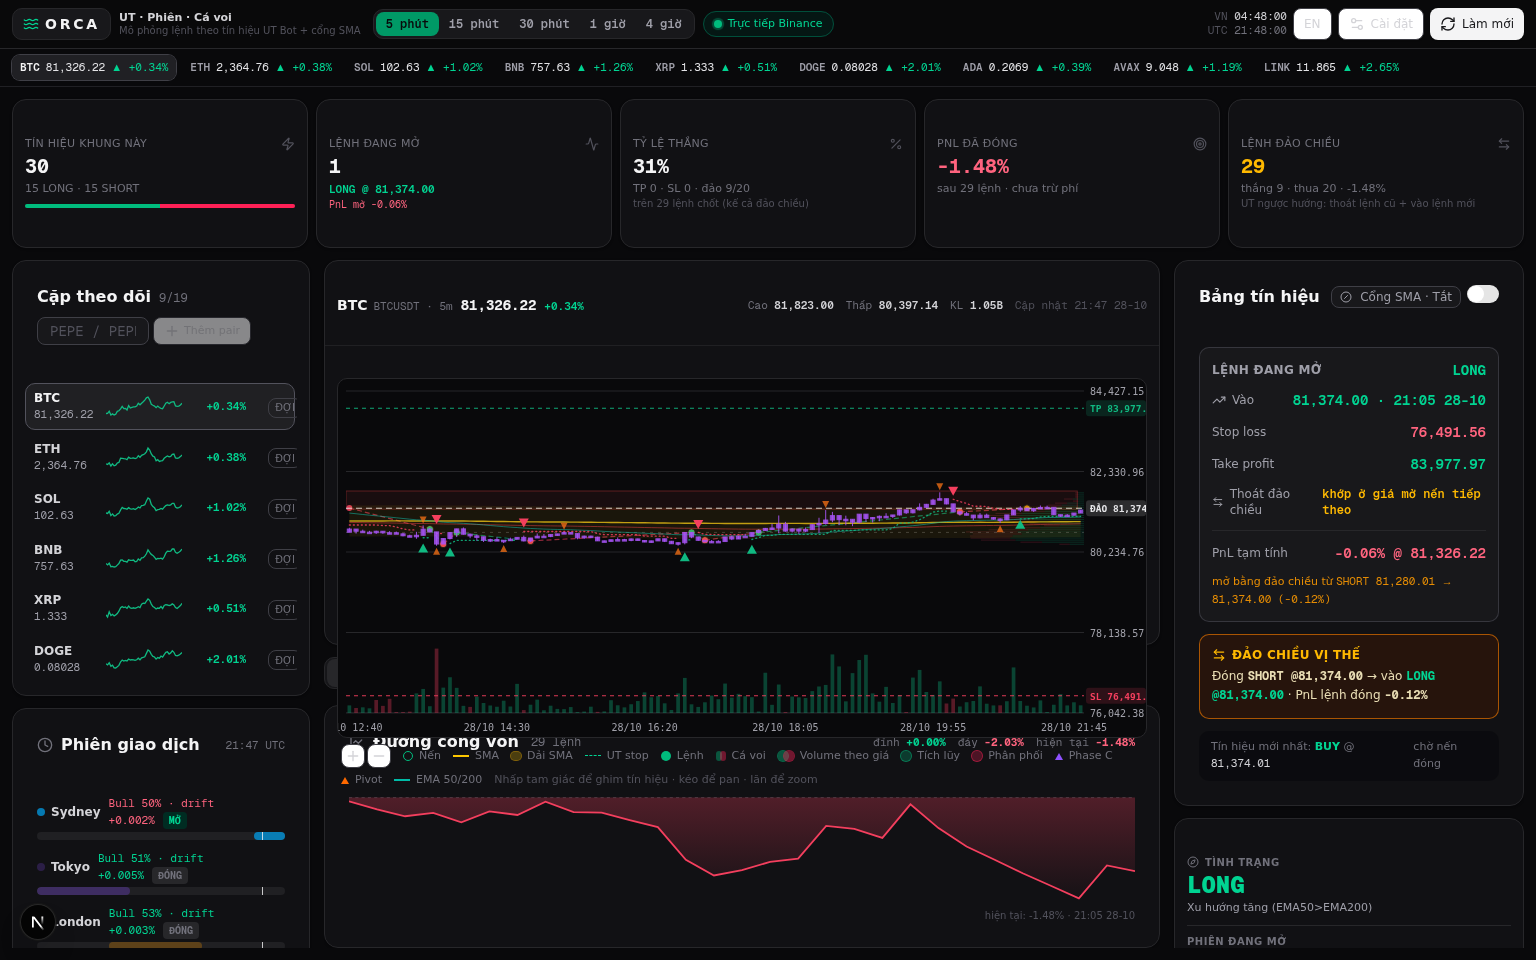 ORCA
UT · Phiên · Cá voi
Mô phỏng lệnh theo tín hiệu UT Bot + cổng SMA
5 phút 15 phút 30 phút 1 giờ 4 giờ
Trực tiếp Binance
VN 04:48:00
UTC 21:48:00
EN
Cài đặt
Làm mới
BTC 81,326.22 ▲ +0.34% ETH 2,364.76 ▲ +0.38% SOL 102.63 ▲ +1.02% BNB 757.63 ▲ +1.26% XRP 1.333 ▲ +0.51% DOGE 0.08028 ▲ +2.01% ADA 0.2069 ▲ +0.39% AVAX 9.048 ▲ +1.19% LINK 11.865 ▲ +2.65%
TÍN HIỆU KHUNG NÀY
30
15 LONG · 15 SHORT
LỆNH ĐANG MỞ
1
LONG @ 81,374.00
PnL mở -0.06%
TỶ LỆ THẮNG
31%
TP 0 · SL 0 · đảo 9/20
trên 29 lệnh chốt (kể cả đảo chiều)
PNL ĐÃ ĐÓNG
-1.48%
sau 29 lệnh · chưa trừ phí
LỆNH ĐẢO CHIỀU
29
thắng 9 · thua 20 · -1.48%
UT ngược hướng: thoát lệnh cũ + vào lệnh mới
Cặp theo dõi 9/19
PEPE / PEPI
Thêm pair
BTC
81,326.22
+0.34%
ĐỢI
ETH
2,364.76
+0.38%
ĐỢI
SOL
102.63
+1.02%
ĐỢI
BNB
757.63
+1.26%
ĐỢI
XRP
1.333
+0.51%
ĐỢI
DOGE
0.08028
+2.01%
ĐỢI
Phiên giao dịch 21:47 UTC
Sydney Bull 50% · drift
+0.002% MỞ
Tokyo Bull 51% · drift
+0.005% ĐÓNG
London Bull 53% · drift
+0.003% ĐÓNG
N
BTC BTCUSDT · 5m 81,326.22 +0.34%
Cao 81,823.00 Thấp 80,397.14 KL 1.05B Cập nhật 21:47 28-10
84,427.15
TP 83,977.
82,330.96
ĐẢO 81,374
80,234.76
78,138.57
SL 76,491.
76,042.38
0 12:40 28/10 14:30 28/10 16:20 28/10 18:05 28/10 19:55 28/10 21:45
Đường cong vốn 29 lệnh
đỉnh +0.00% đáy -2.03% hiện tại -1.48%
+ − Nến SMA Dải SMA UT stop Lệnh Cá voi Volume theo giá Tích lũy Phân phối Phase C
Pivot EMA 50/200 Nhấp tam giác để ghim tín hiệu · kéo để pan · lăn để zoom
hiện tại: -1.48% · 21:05 28-10
Bảng tín hiệu
Cổng SMA · Tắt
LỆNH ĐANG MỞ LONG
Vào 81,374.00 · 21:05 28-10
Stop loss 76,491.56
Take profit 83,977.97
Thoát đảo chiều
khớp ở giá mở nến tiếp theo
PnL tạm tính -0.06% @ 81,326.22
mở bằng đảo chiều từ SHORT 81,280.01 →
81,374.00 (-0.12%)
ĐẢO CHIỀU VỊ THẾ
Đóng SHORT @81,374.00 → vào LONG
@81,374.00 · PnL lệnh đóng -0.12%
Tín hiệu mới nhất: BUY @
81,374.01
chờ nến
đóng
TÌNH TRẠNG
LONG
Xu hướng tăng (EMA50>EMA200)
PHIÊN ĐANG MỞ